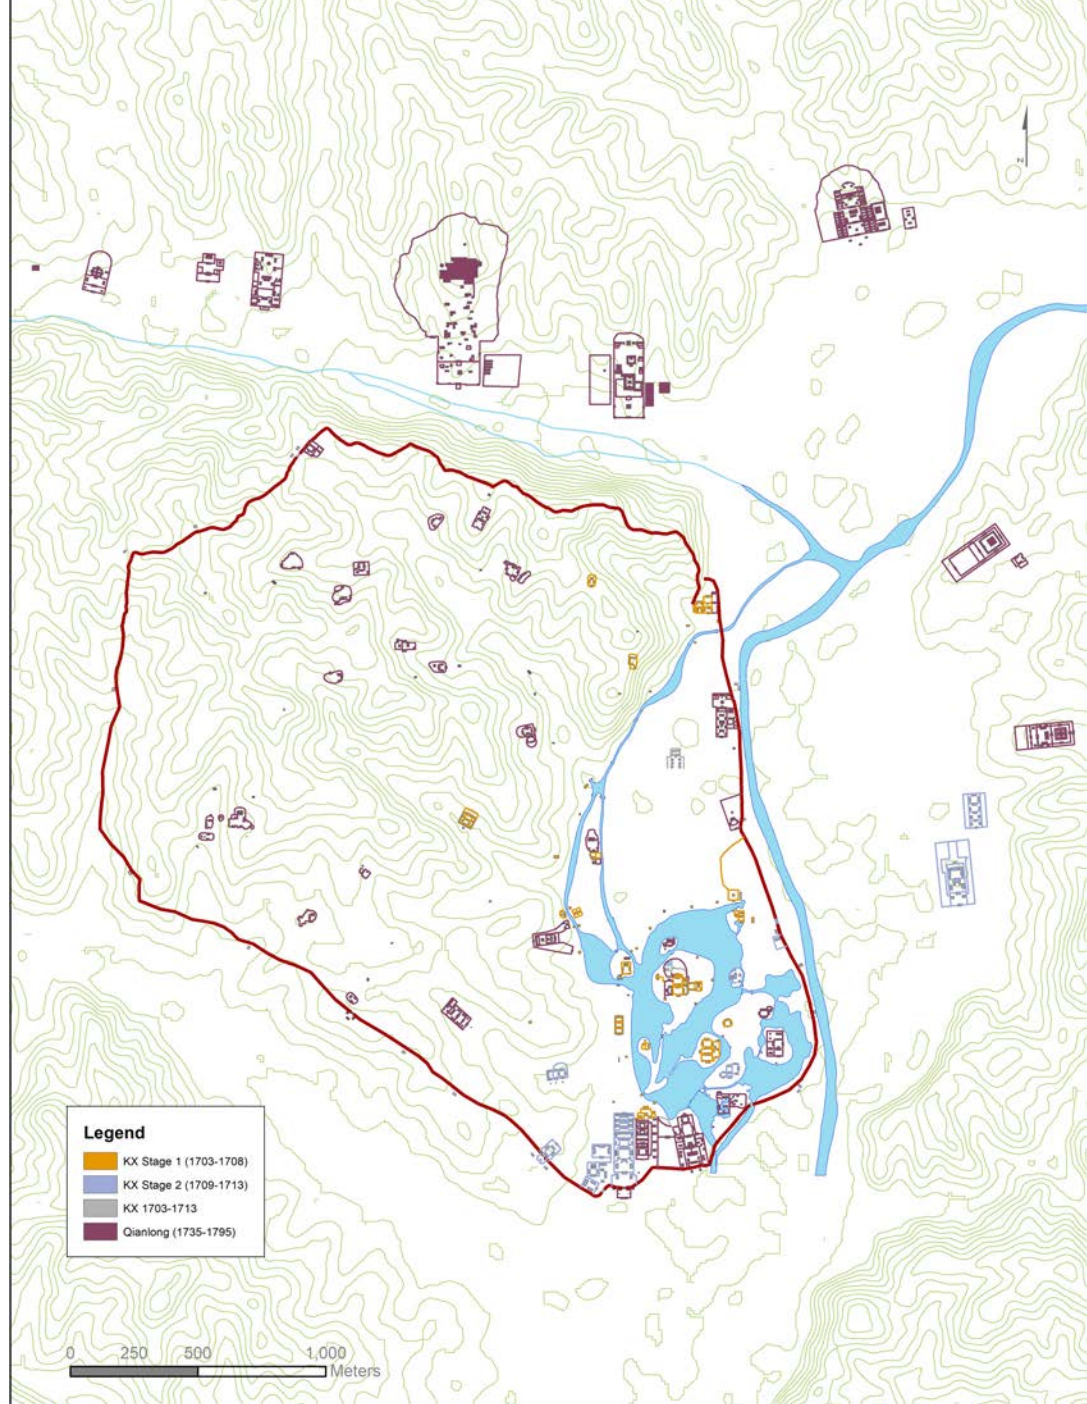 N
Legend
KX Stage 1 (1703-1708)
KX Stage 2 (1709-1713)
KX 1703-1713
Qianlong (1735-1795)
0 250 500 1,000
Meters